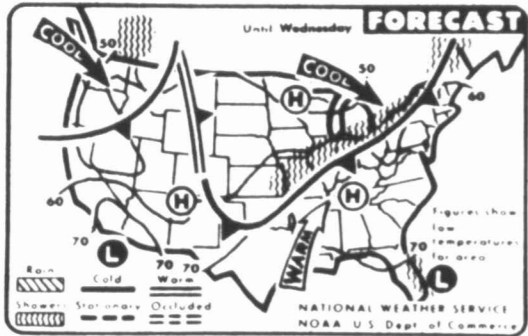 Until Wednesday FORECAST
COOL 50
COOL 50
60
H
H
H
60
70
L
70 70
WARM
Figures show
low
temperatures
for area
70
L
Rain Cold Warm
Showers Stationary Occluded
NATIONAL WEATHER SERVICE
NOAA U.S. Dept. of Commerce